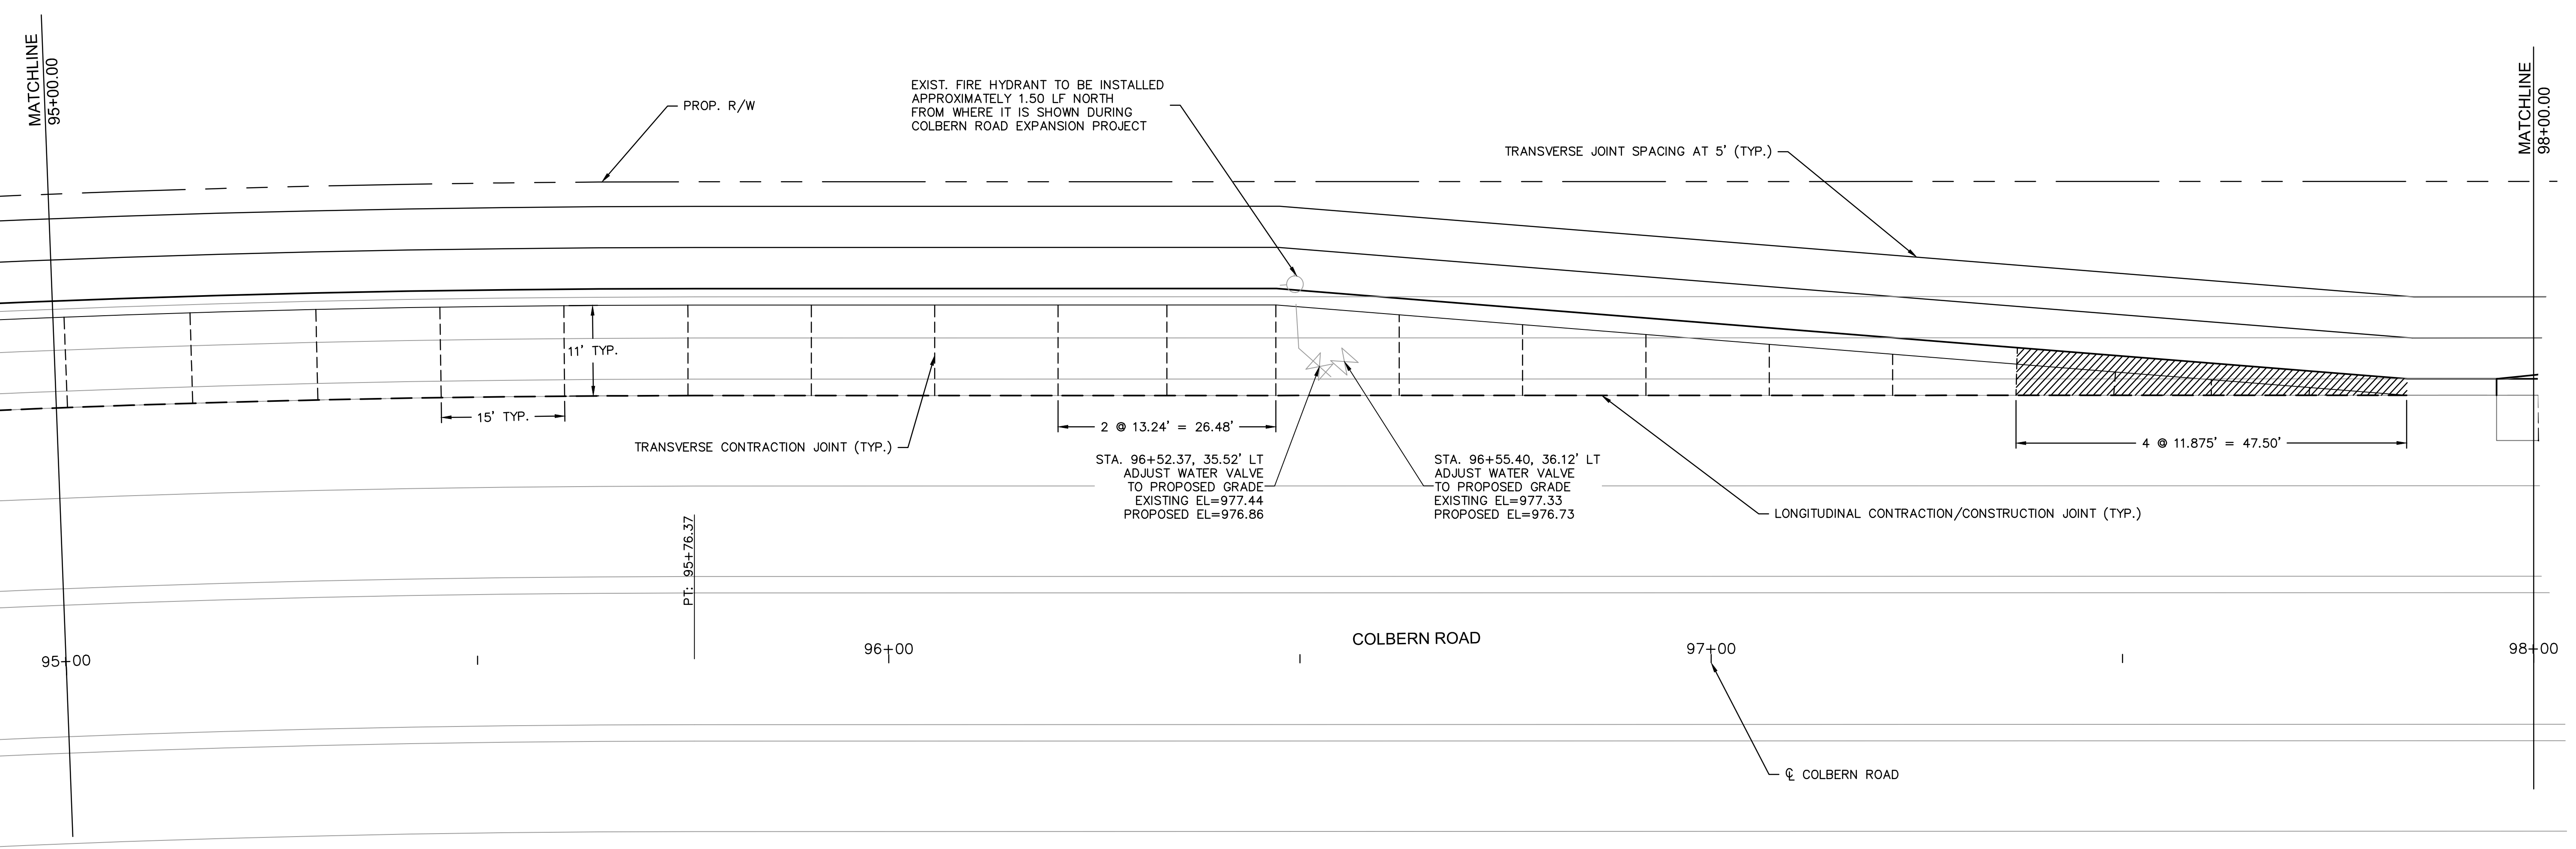 MATCHLINE
95+00.00
EXIST. FIRE HYDRANT TO BE INSTALLED
APPROXIMATELY 1.50 LF NORTH
FROM WHERE IT IS SHOWN DURING
COLBERN ROAD EXPANSION PROJECT
PROP. R/W
TRANSVERSE JOINT SPACING AT 5' (TYP.)
MATCHLINE
98+00.00
11' TYP.
15' TYP.
2 @ 13.24' = 26.48'
4 @ 11.875' = 47.50'
TRANSVERSE CONTRACTION JOINT (TYP.)
STA. 96+52.37, 35.52' LT
ADJUST WATER VALVE
TO PROPOSED GRADE
EXISTING EL=977.44
PROPOSED EL=976.86
STA. 96+55.40, 36.12' LT
ADJUST WATER VALVE
TO PROPOSED GRADE
EXISTING EL=977.33
PROPOSED EL=976.73
LONGITUDINAL CONTRACTION/CONSTRUCTION JOINT (TYP.)
PT: 95+76.37
COLBERN ROAD
95+00
96+00
97+00
98+00
℄ COLBERN ROAD